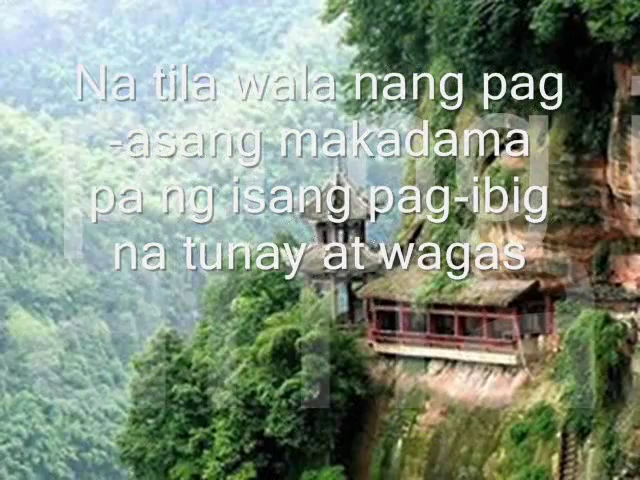 Na tila wala nang pag
-asang makadama
pa ng isang pag-ibig
na tunay at wagas